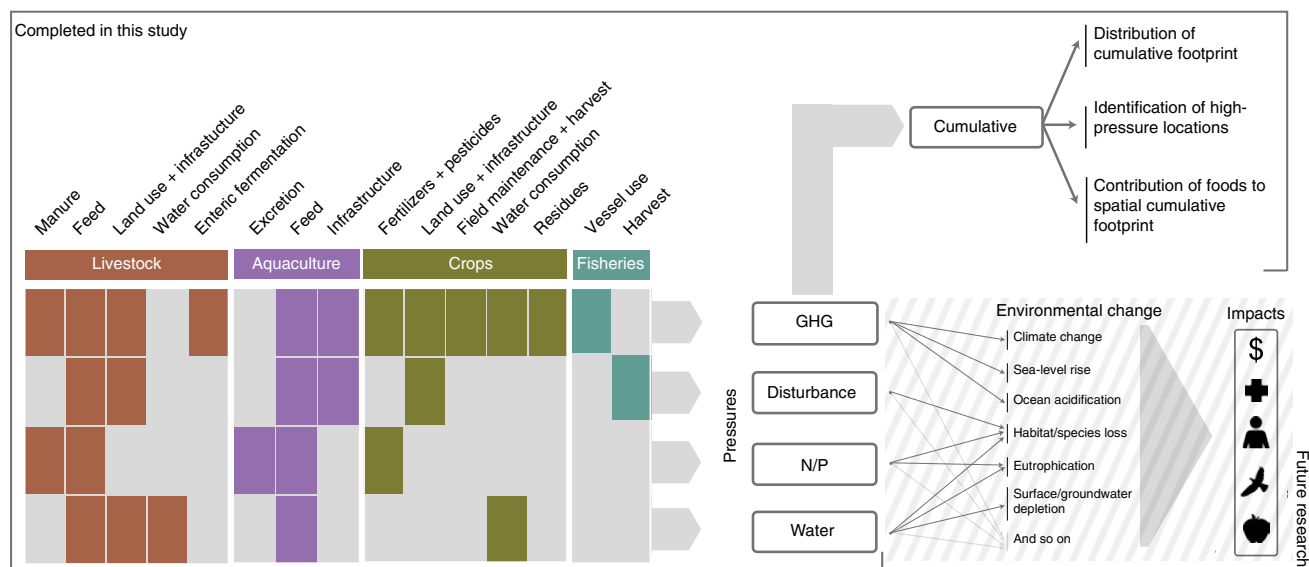 Completed in this study
Manure
Feed
Land use + infrastucture
Water consumption
Enteric fermentation
Excretion
Feed
Infrastructure
Fertilizers + pesticides
Land use + infrastructure
Field maintenance + harvest
Water consumption
Residues
Vessel use
Harvest
Livestock
Aquaculture
Crops
Fisheries
Cumulative
Distribution of
cumulative footprint
Identification of high-
pressure locations
Contribution of foods to
spatial cumulative
footprint
Pressures
GHG
Disturbance
N/P
Water
Environmental change
Climate change
Sea-level rise
Ocean acidification
Habitat/species loss
Eutrophication
Surface/groundwater
depletion
And so on
Impacts
$
Future research